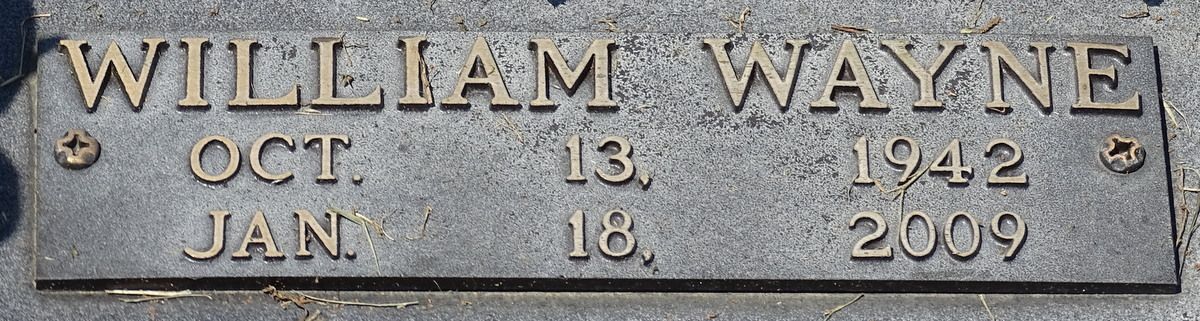 WILLIAM WAYNE
OCT. 13, 1942
JAN. 18, 2009